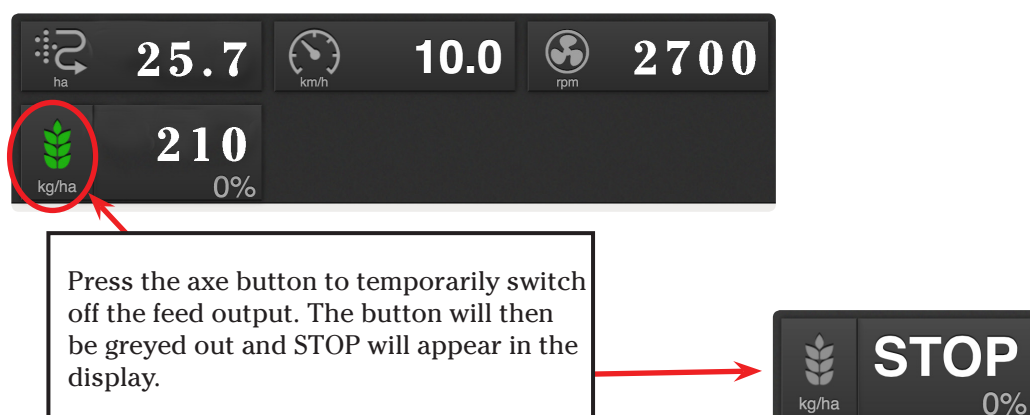 25.7
ha
10.0
km/h
2700
rpm
210
kg/ha
0%
Press the axe button to temporarily switch
off the feed output. The button will then
be greyed out and STOP will appear in the
display.
STOP
kg/ha
0%